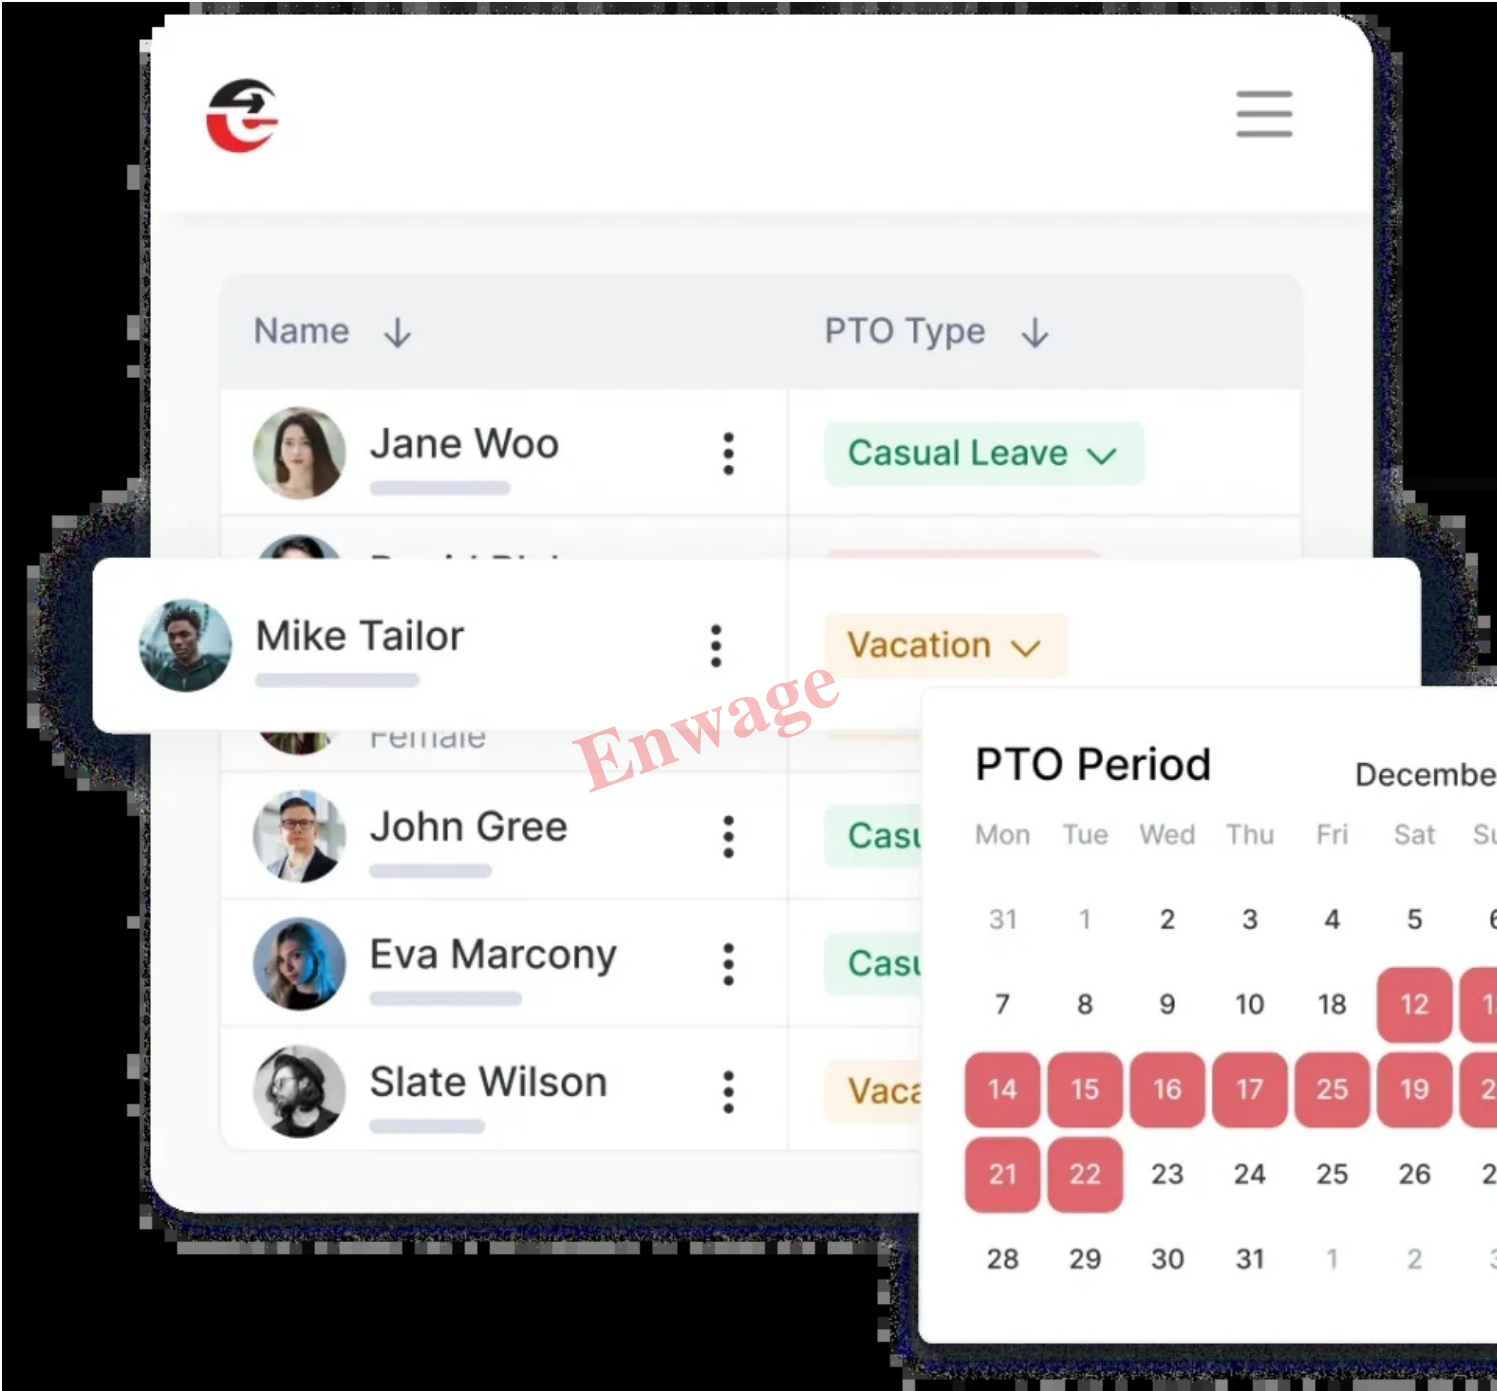 Name PTO Type
Jane Woo Casual Leave
Mike Tailor Vacation
Female
Enwage
John Gree
Eva Marcony
Slate Wilson
PTO Period Decembe
Mon Tue Wed Thu Fri Sat Su
31 1 2 3 4 5 6
7 8 9 10 18 12
14 15 16 17 25 19
21 22 23 24 25 26
28 29 30 31 1 2 3